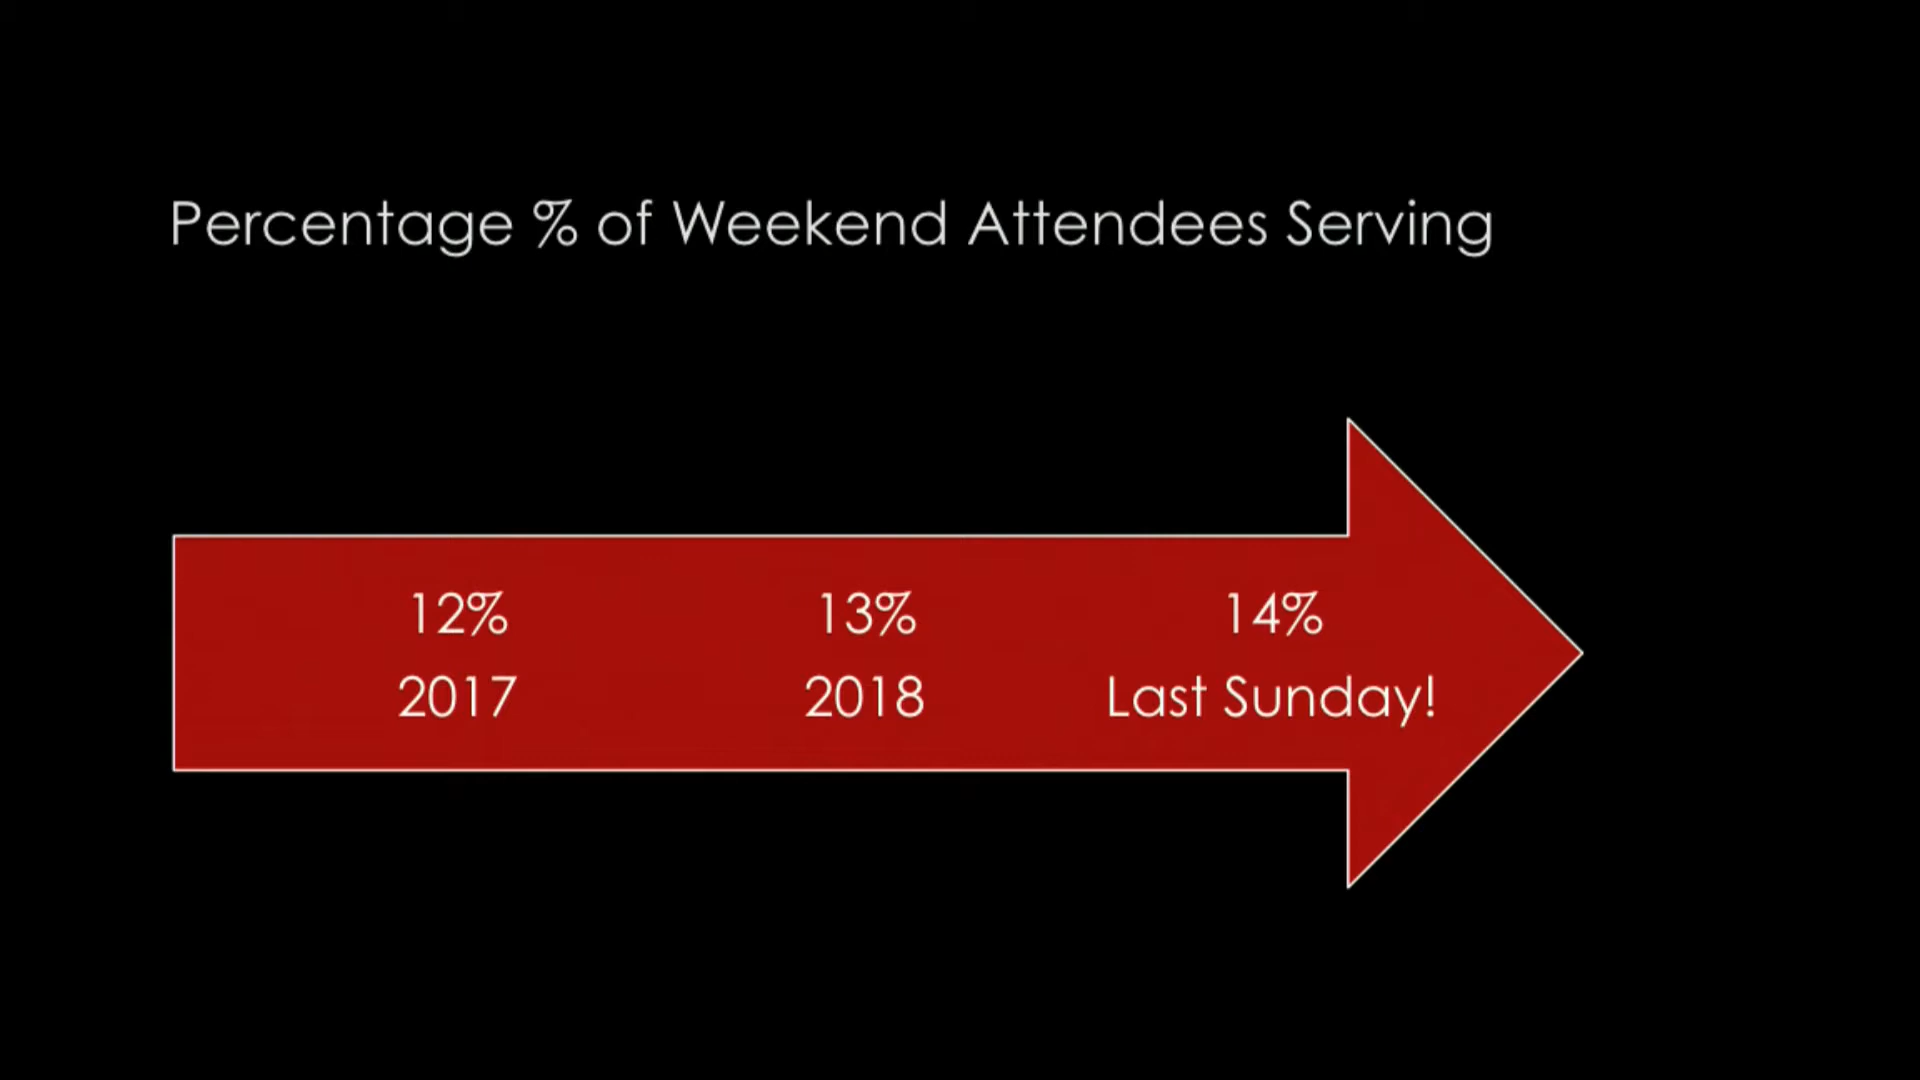 Percentage % of Weekend Attendees Serving
12% 13% 14%
2017 2018 Last Sunday!